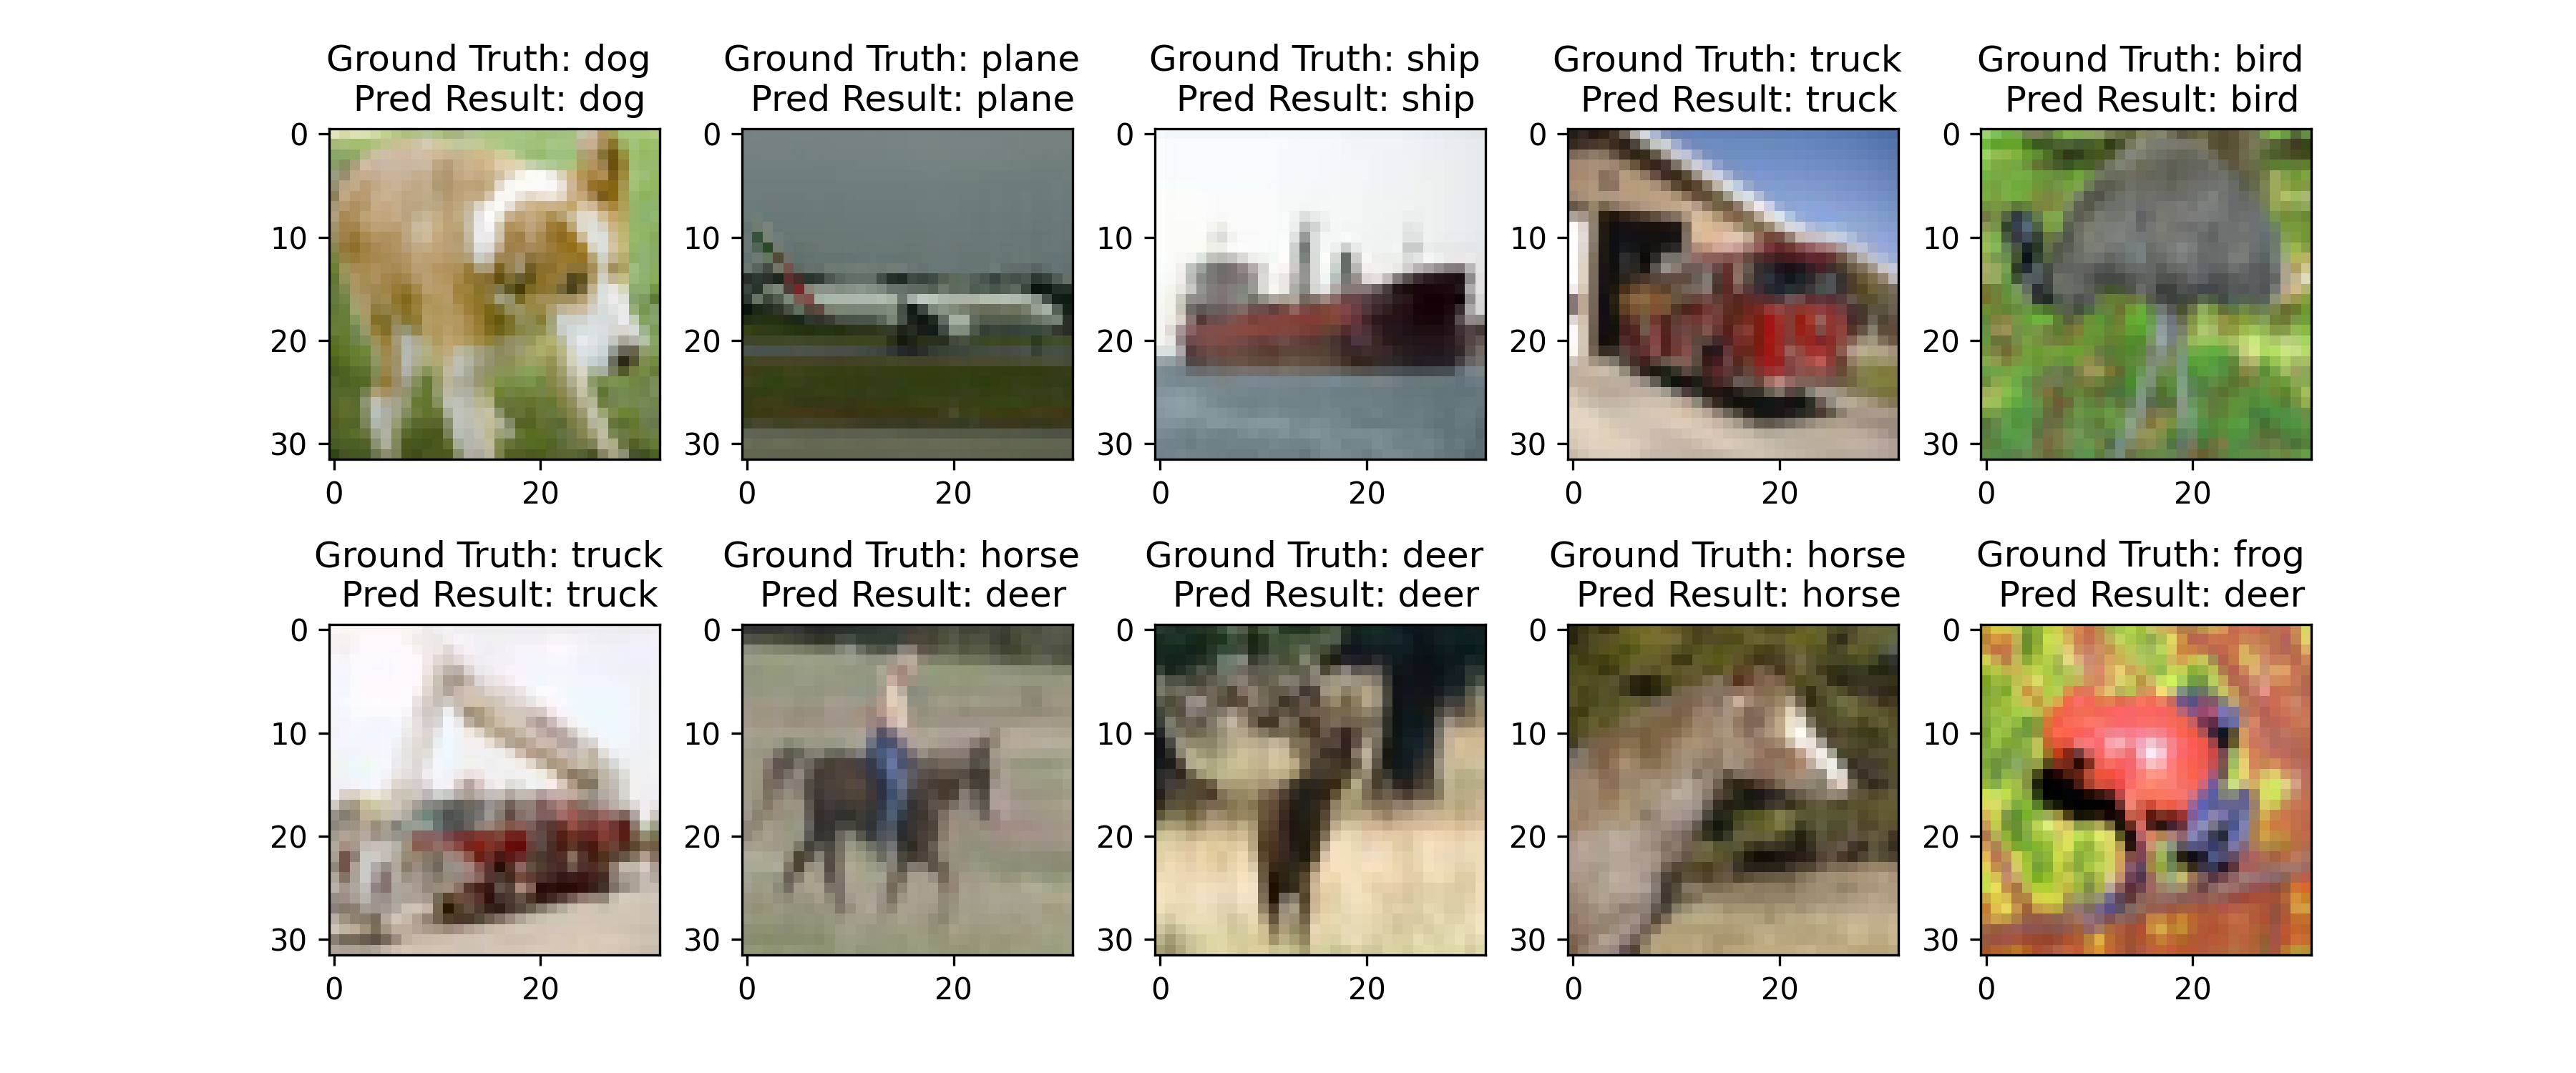 Ground Truth: dog
Pred Result: dog
Ground Truth: plane
Pred Result: plane
Ground Truth: ship
Pred Result: ship
Ground Truth: truck
Pred Result: truck
Ground Truth: bird
Pred Result: bird
0
10
20
30
0 20
0
10
20
30
0 20
0
10
20
30
0 20
0
10
20
30
0 20
0
10
20
30
0 20
Ground Truth: truck
Pred Result: truck
Ground Truth: horse
Pred Result: deer
Ground Truth: deer
Pred Result: deer
Ground Truth: horse
Pred Result: horse
Ground Truth: frog
Pred Result: deer
0
10
20
30
0 20
0
10
20
30
0 20
0
10
20
30
0 20
0
10
20
30
0 20
0
10
20
30
0 20